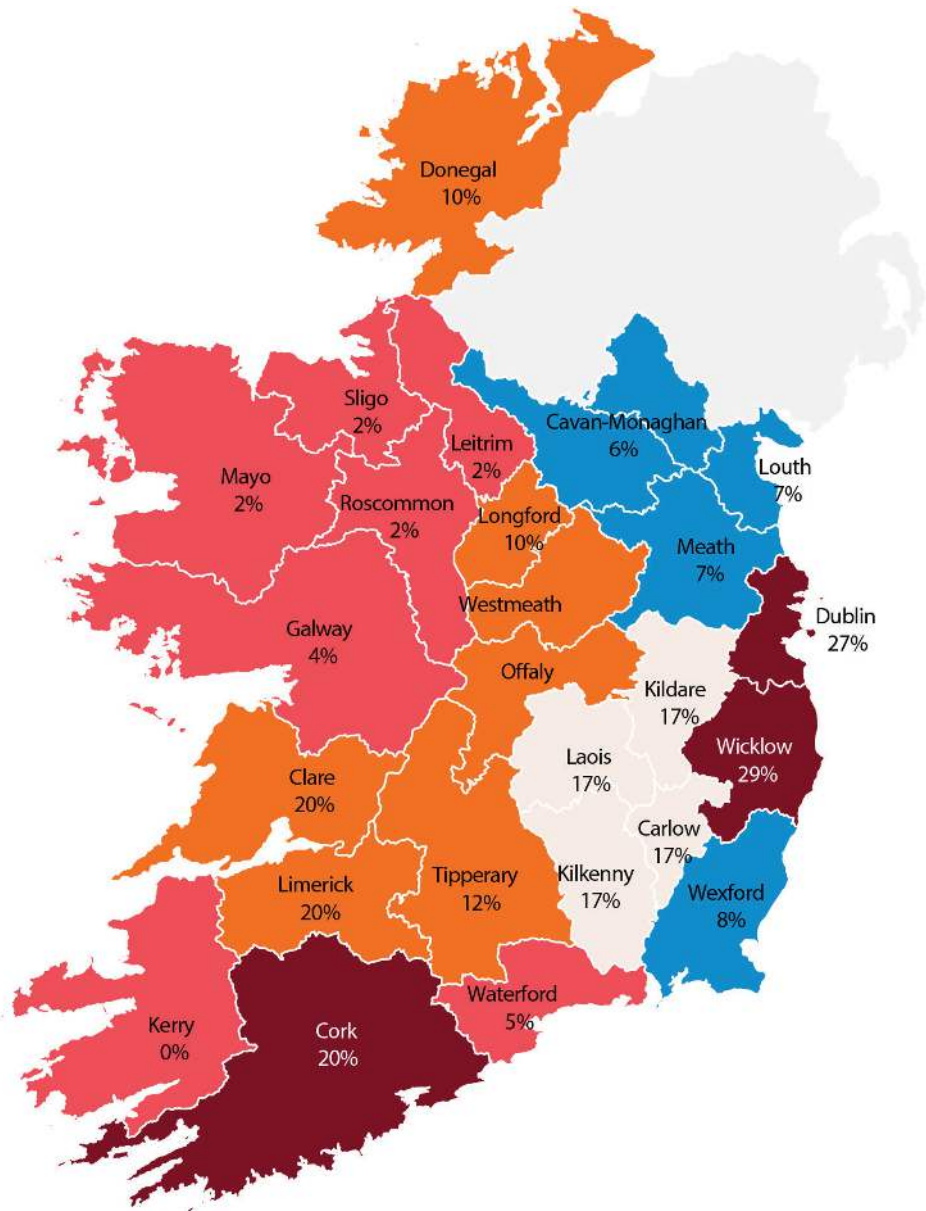 Donegal
10%
Sligo
2%
Leitrim
2%
Cavan-Monaghan
6%
Louth
7%
Mayo
2%
Roscommon
2%
Longford
10%
Meath
7%
Westmeath
Dublin
27%
Galway
4%
Offaly
Kildare
17%
Laois
17%
Wicklow
29%
Clare
20%
Carlow
17%
Limerick
20%
Tipperary
12%
Kilkenny
17%
Wexford
8%
Waterford
5%
Kerry
0%
Cork
20%